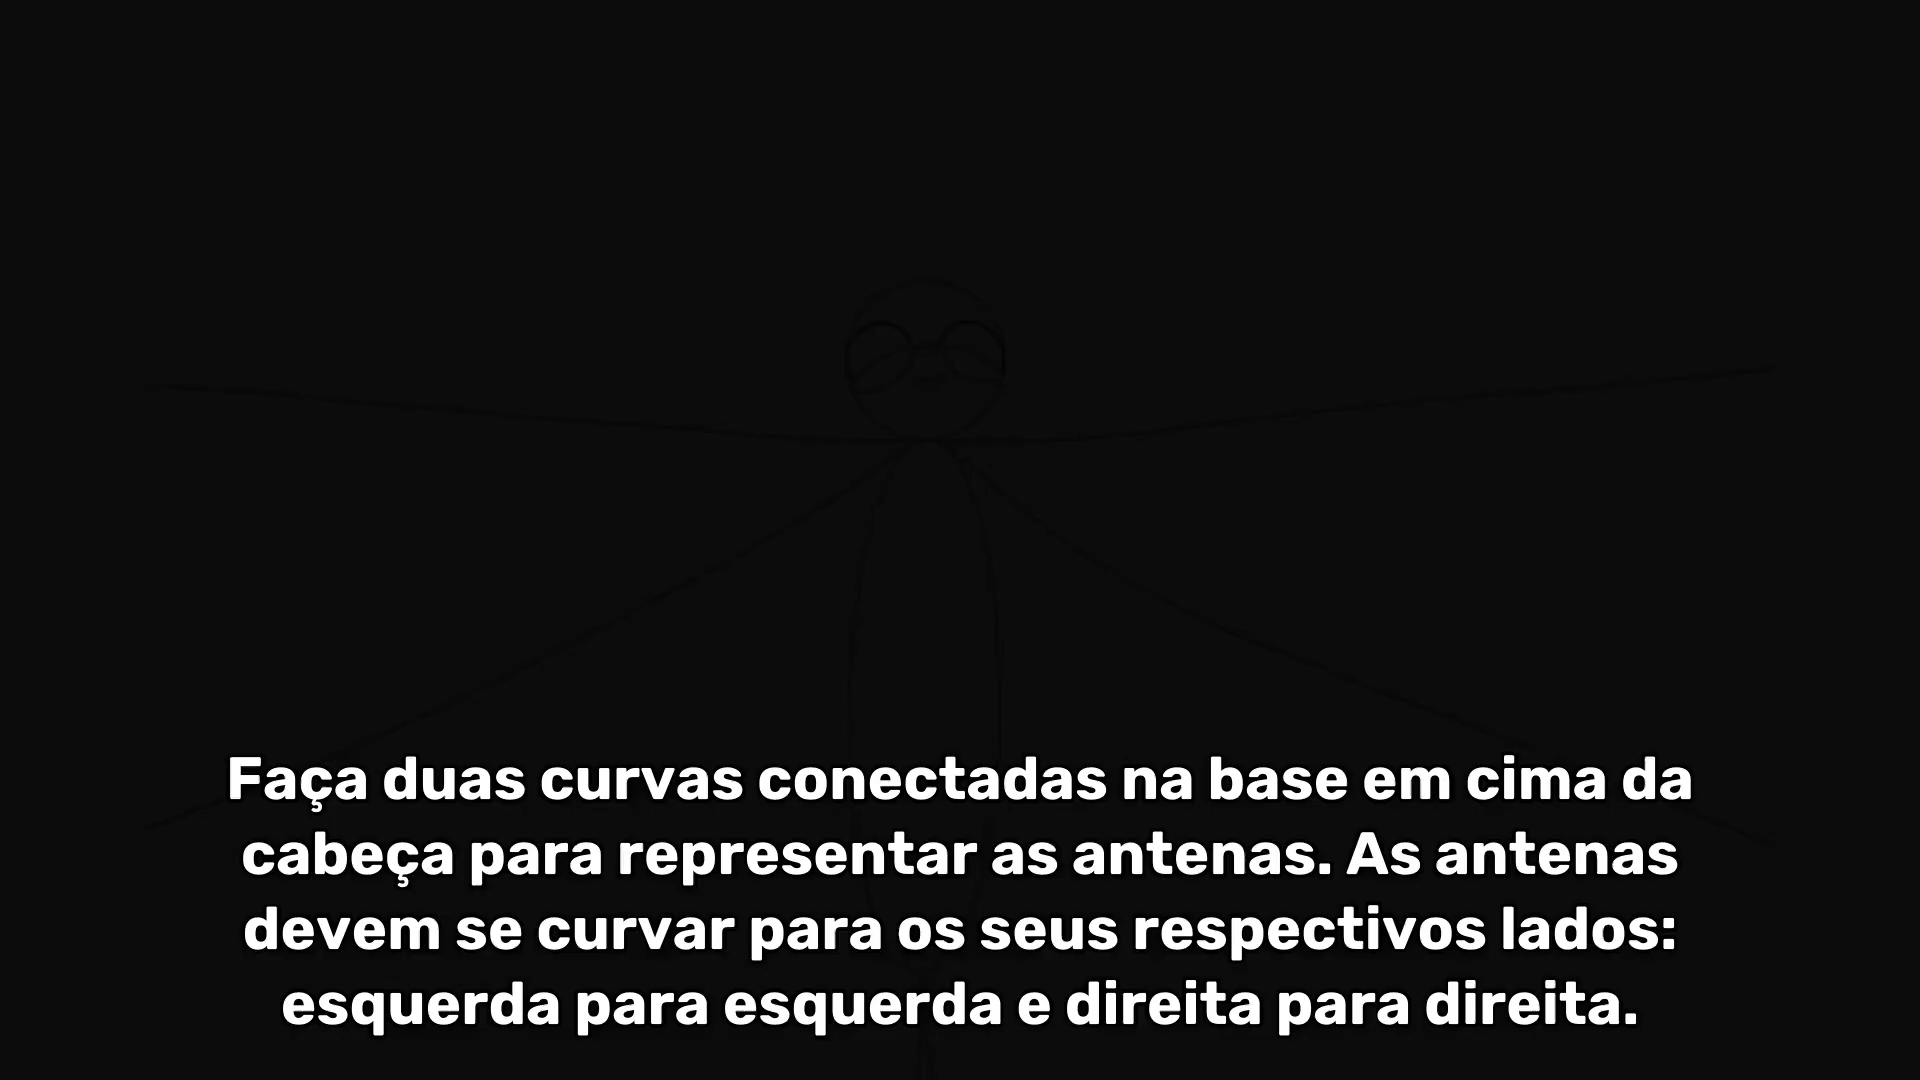 Faça duas curvas conectadas na base em cima da
cabeça para representar as antenas. As antenas
devem se curvar para os seus respectivos lados:
esquerda para esquerda e direita para direita.